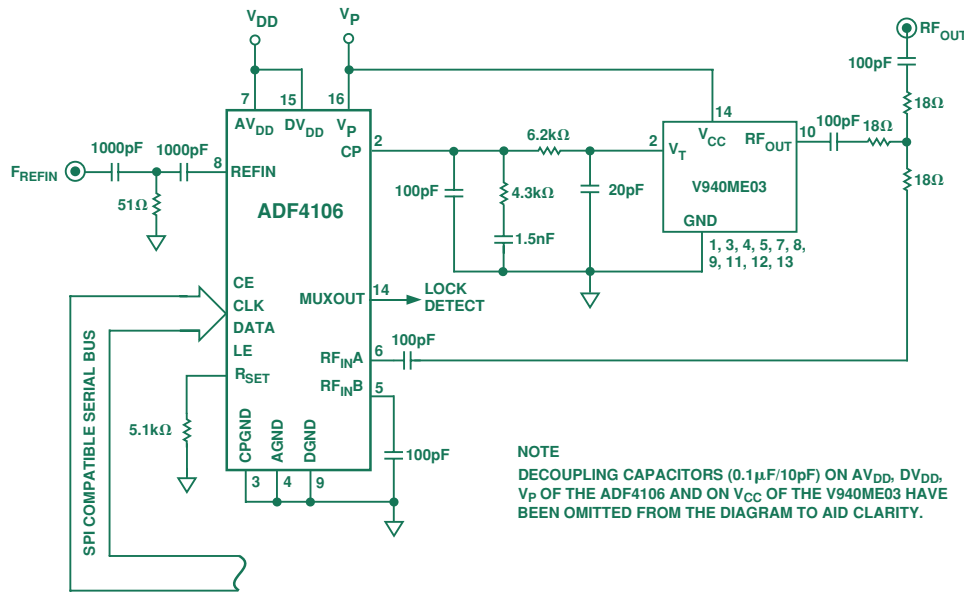 VDD
VP
RFOUT
100pF
18Ω
7
15
16
AVDD
DVDD
VP
2
CP
6.2kΩ
2
14
VCC
VT
RFOUT
10
100pF
18Ω
18Ω
V940ME03
GND
1, 3, 4, 5, 7, 8,
9, 11, 12, 13
FREFIN
1000pF
1000pF
8
REFIN
51Ω
ADF4106
100pF
4.3kΩ
20pF
1.5nF
CE
CLK
DATA
LE
RSET
MUXOUT
14
LOCK
DETECT
100pF
RFINA
6
RFINB
5
5.1kΩ
100pF
CPGND
AGND
DGND
3
4
9
SPI COMPATIBLE SERIAL BUS
NOTE
DECOUPLING CAPACITORS (0.1µF/10pF) ON AVDD, DVDD,
VP OF THE ADF4106 AND ON VCC OF THE V940ME03 HAVE
BEEN OMITTED FROM THE DIAGRAM TO AID CLARITY.